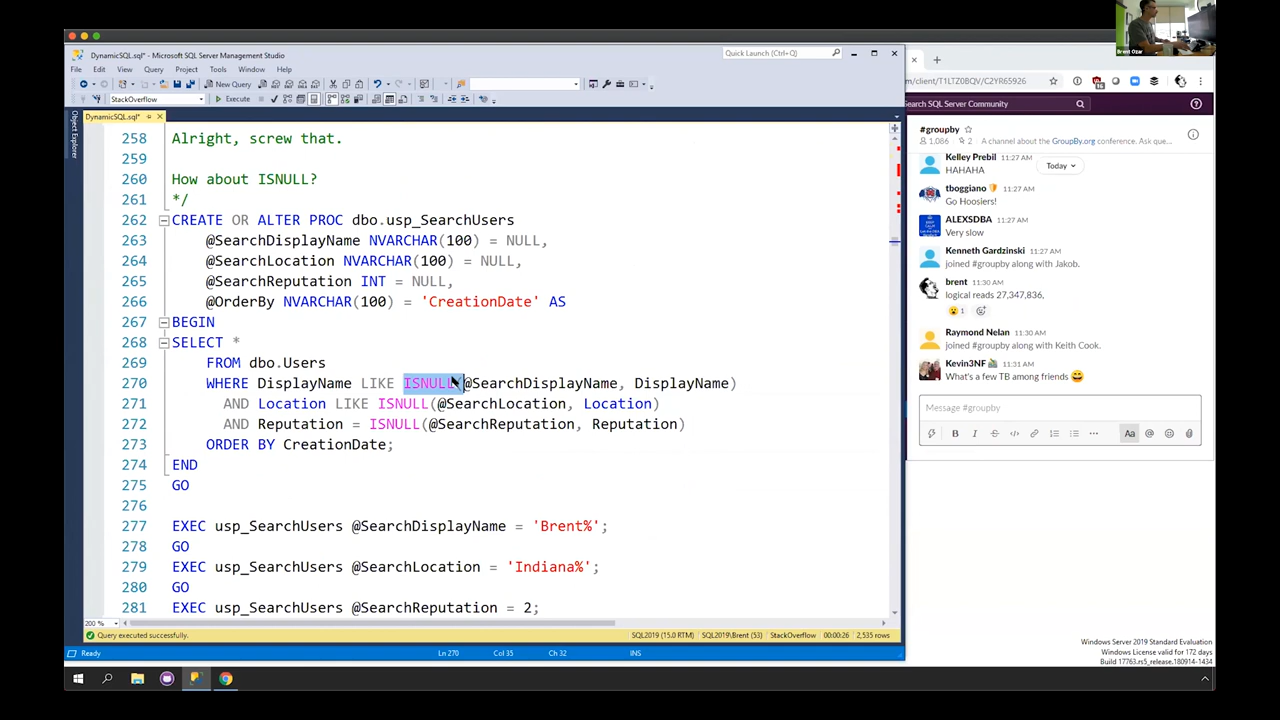 Brent Ozar
DynamicSQL.sql* - Microsoft SQL Server Management Studio
Quick Launch (Ctrl+Q)
File Edit View Query Project Tools Window Help
New Query
StackOverflow Execute
DynamicSQL.sql*
Object Explorer
258 Alright, screw that.
259
260 How about ISNULL?
261 */
262 CREATE OR ALTER PROC dbo.usp_SearchUsers
263 @SearchDisplayName NVARCHAR(100) = NULL,
264 @SearchLocation NVARCHAR(100) = NULL,
265 @SearchReputation INT = NULL,
266 @OrderBy NVARCHAR(100) = 'CreationDate' AS
267 BEGIN
268 SELECT *
269 FROM dbo.Users
270 WHERE DisplayName LIKE ISNULL(@SearchDisplayName, DisplayName)
271 AND Location LIKE ISNULL(@SearchLocation, Location)
272 AND Reputation = ISNULL(@SearchReputation, Reputation)
273 ORDER BY CreationDate;
274 END
275 GO
276
277 EXEC usp_SearchUsers @SearchDisplayName = 'Brent%';
278 GO
279 EXEC usp_SearchUsers @SearchLocation = 'Indiana%';
280 GO
281 EXEC usp_SearchUsers @SearchReputation = 2;
200 %
Query executed successfully. SQL2019 (15.0 RTM) SQL2019\Brent (53) StackOverflow 00:00:26 2,535 rows
Ready Ln 270 Col 35 Ch 32 INS
m/client/T1LTZ0BQV/C2YR65926
Search SQL Server Community
#groupby
1,086 2 A channel about the GroupBy.org conference. Ask que...
Today
Kelley Prebil 11:27 AM
HAHAHA
tboggiano 11:27 AM
Go Hoosiers!
ALEXSDBA 11:27 AM
Very slow
Kenneth Gardzinski 11:27 AM
joined #groupby along with Jakob.
brent 11:30 AM
logical reads 27,347,836,
1
Raymond Nelan 11:30 AM
joined #groupby along with Keith Cook.
Kevin3NF 11:31 AM
What's a few TB among friends
Message #groupby
B I S </> Aa @
Windows Server 2019 Standard Evaluation
Windows License valid for 172 days
Build 17763.rs5_release.180914-1434